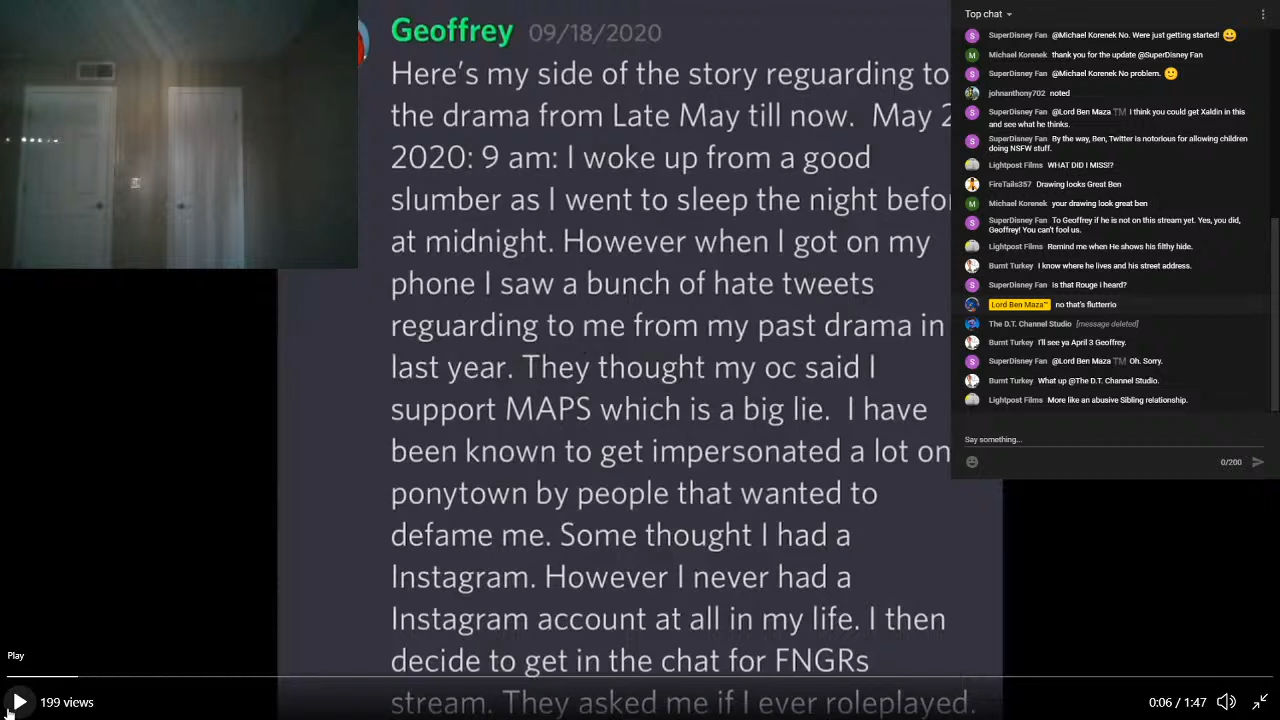 Geoffrey 09/18/2020
Here's my side of the story reguarding to
the drama from Late May till now. May 2
2020: 9 am: I woke up from a good
slumber as I went to sleep the night befor
at midnight. However when I got on my
phone I saw a bunch of hate tweets
reguarding to me from my past drama in
last year. They thought my oc said I
support MAPS which is a big lie. I have
been known to get impersonated a lot on
ponytown by people that wanted to
defame me. Some thought I had a
Instagram. However I never had a
Instagram account at all in my life. I then
decide to get in the chat for FNGRs
stream. They asked me if I ever roleplayed.
Top chat
S SuperDisney Fan @Michael Korenek No. Were just getting started! 😀
M Michael Korenek thank you for the update @SuperDisney Fan
S SuperDisney Fan @Michael Korenek No problem. 🙂
johnanthony702 noted
S SuperDisney Fan @Lord Ben Maza ™️ I think you could get Xaldin in this
and see what he thinks.
S SuperDisney Fan By the way, Ben, Twitter is notorious for allowing children
doing NSFW stuff.
Lightpost Films WHAT DID I MISS!?
FireTails357 Drawing looks Great Ben
M Michael Korenek your drawing look great ben
S SuperDisney Fan To Geoffrey if he is not on this stream yet. Yes, you did,
Geoffrey! You can't fool us.
Lightpost Films Remind me when He shows his filthy hide.
Burnt Turkey I know where he lives and his street address.
S SuperDisney Fan Is that Rouge i heard?
Lord Ben Maza™ no that's flutterrio
The D.T. Channel Studio [message deleted]
Burnt Turkey I'll see ya April 3 Geoffrey.
S SuperDisney Fan @Lord Ben Maza ™️ Oh. Sorry.
Burnt Turkey What up @The D.T. Channel Studio.
Lightpost Films More like an abusive Sibling relationship.
Say something...
0/200
Play
199 views
0:06 / 1:47